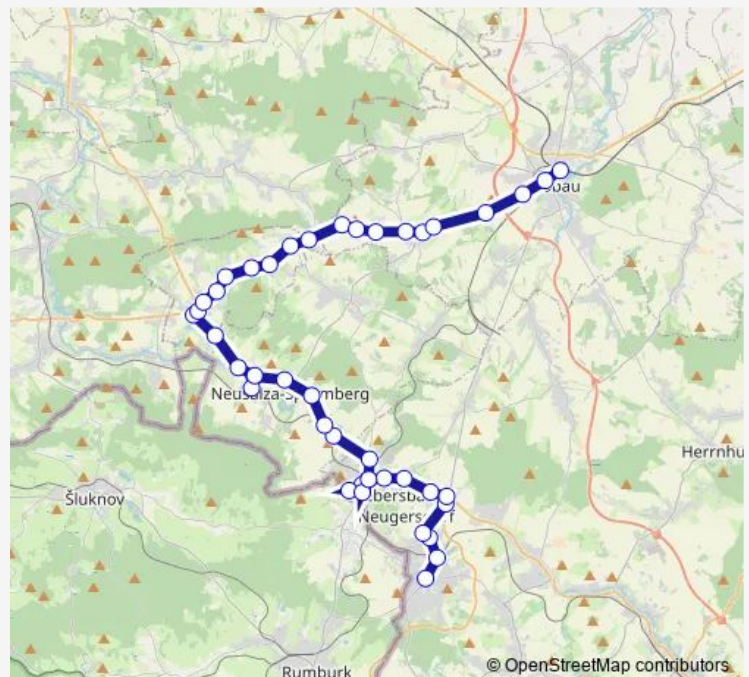 Neusalza-Spremberg
Herrnhu
Šluknov
Neugersdorf
Rumburk
© OpenStreetMap contributors